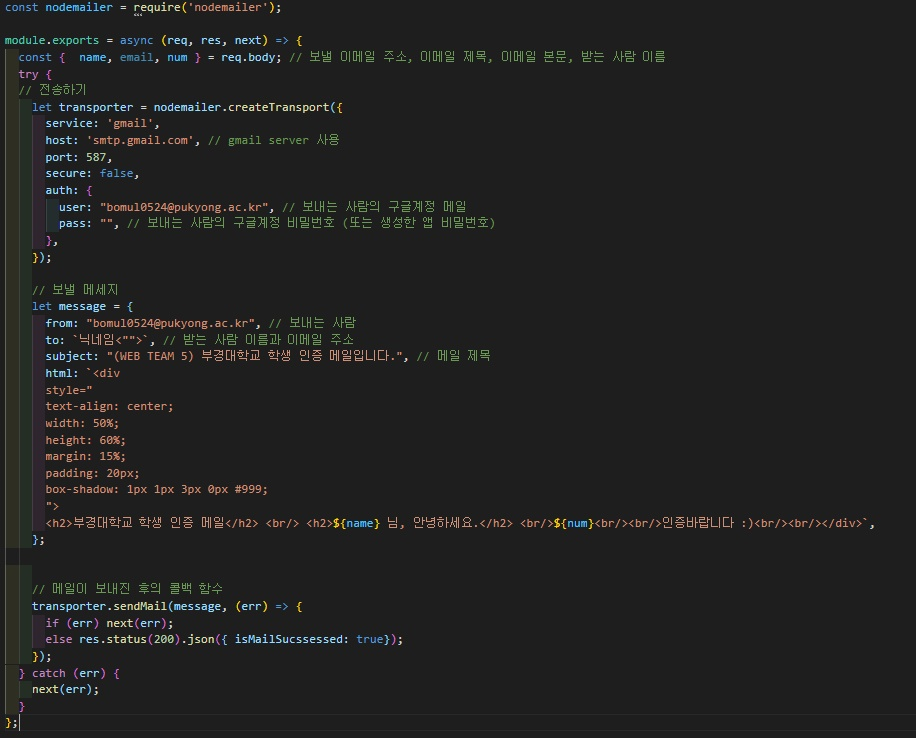 const nodemailer = require('nodemailer');
module.exports = async (req, res, next) => {
const {  name, email, num } = req.body; // 보낼 이메일 주소, 이메일 제목, 이메일 본문, 받는 사람 이름
try {
// 전송하기
let transporter = nodemailer.createTransport({
service: 'gmail',
host: 'smtp.gmail.com', // gmail server 사용
port: 587,
secure: false,
auth: {
user: "bomul0524@pukyong.ac.kr", // 보내는 사람의 구글계정 메일
pass: "", // 보내는 사람의 구글계정 비밀번호 (또는 생성한 앱 비밀번호)
},
});
// 보낼 메세지
let message = {
from: "bomul0524@pukyong.ac.kr", // 보내는 사람
to: `닉네임<"">`, // 받는 사람 이름과 이메일 주소
subject: "(WEB TEAM 5) 부경대학교 학생 인증 메일입니다.", // 메일 제목
html: `<div
style="
text-align: center;
width: 50%;
height: 60%;
margin: 15%;
padding: 20px;
box-shadow: 1px 1px 3px 0px #999;
">
<h2>부경대학교 학생 인증 메일</h2> <br/> <h2>${name} 님, 안녕하세요.</h2> <br/>${num}<br/><br/>인증바랍니다 :)<br/><br/></div>`,
};
// 메일이 보내진 후의 콜백 함수
transporter.sendMail(message, (err) => {
if (err) next(err);
else res.status(200).json({ isMailSucssessed: true});
});
} catch (err) {
next(err);
}
};